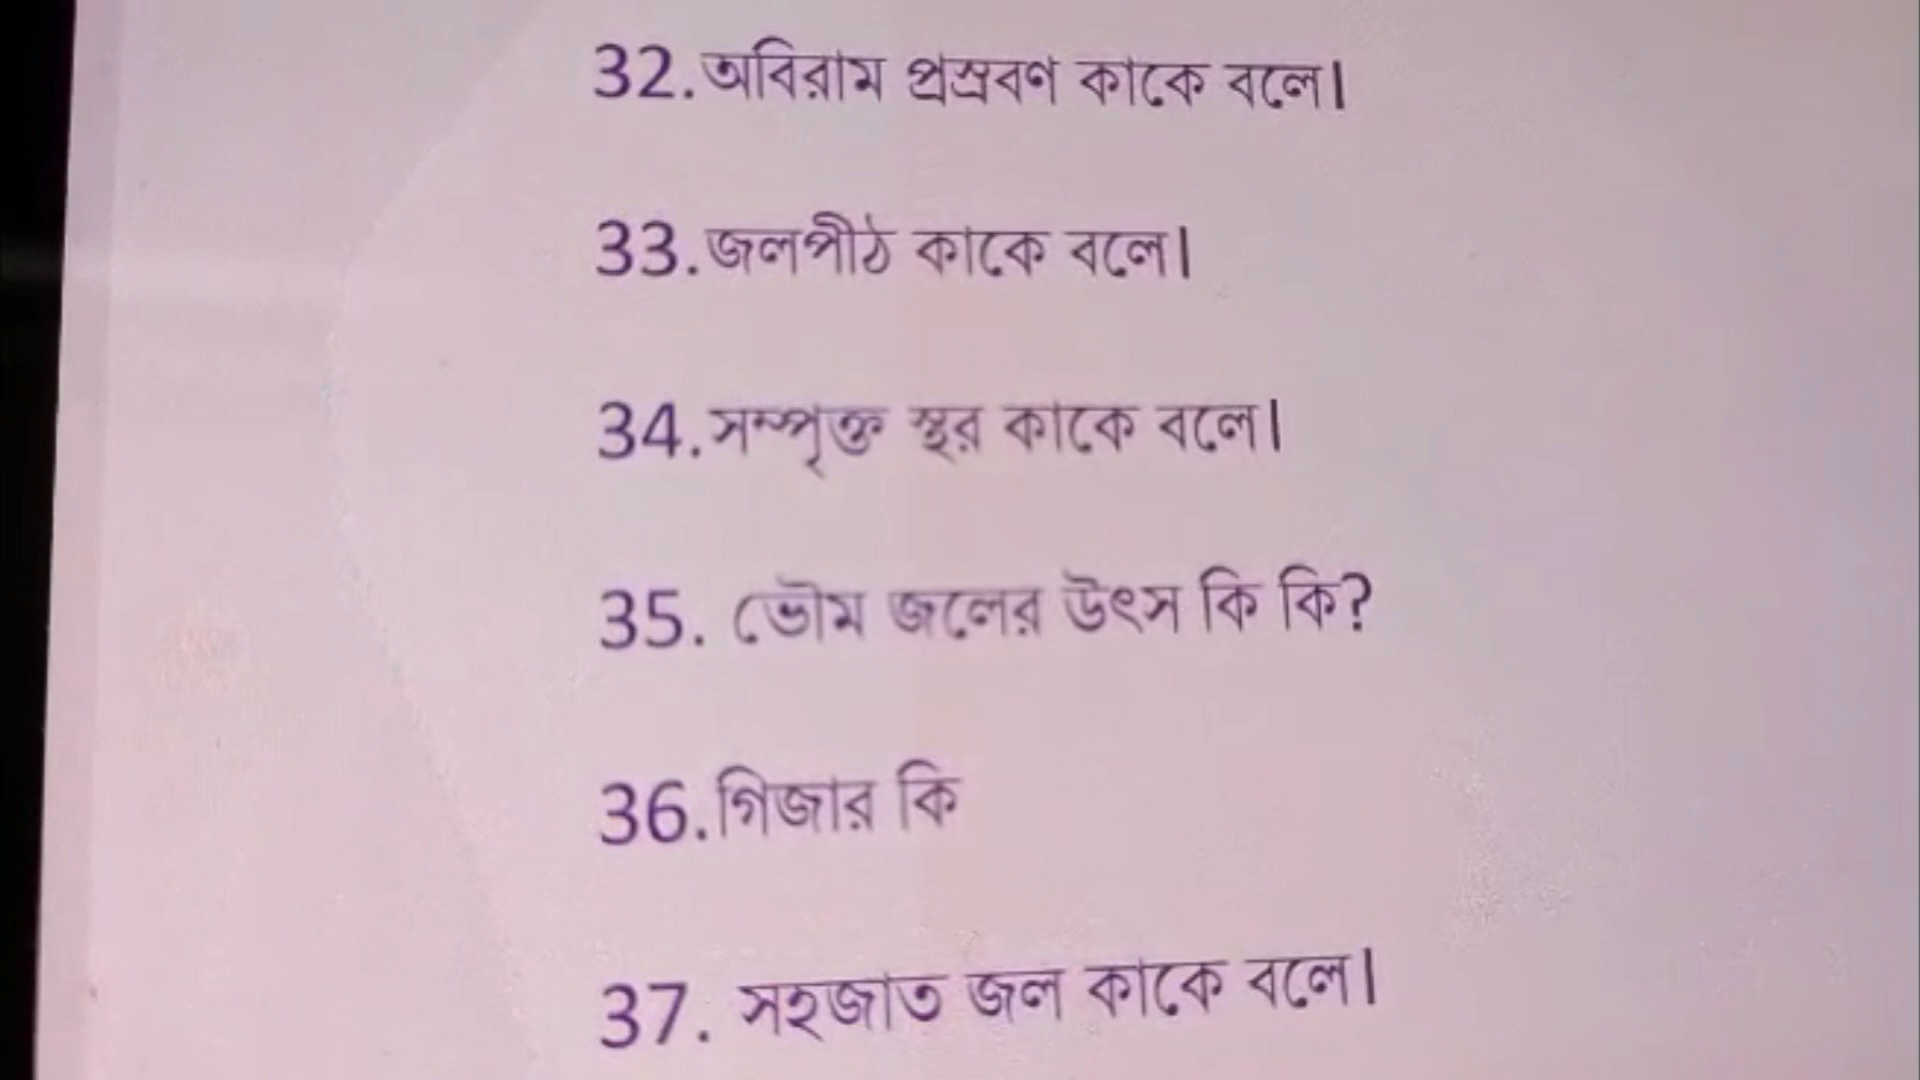 32.অবিরাম প্রস্রবণ কাকে বলে।
33.জলপীঠ কাকে বলে।
34.সম্পৃক্ত স্থর কাকে বলে।
35. ভৌম জলের উৎস কি কি?
36.গিজার কি
37. সহজাত জল কাকে বলে।